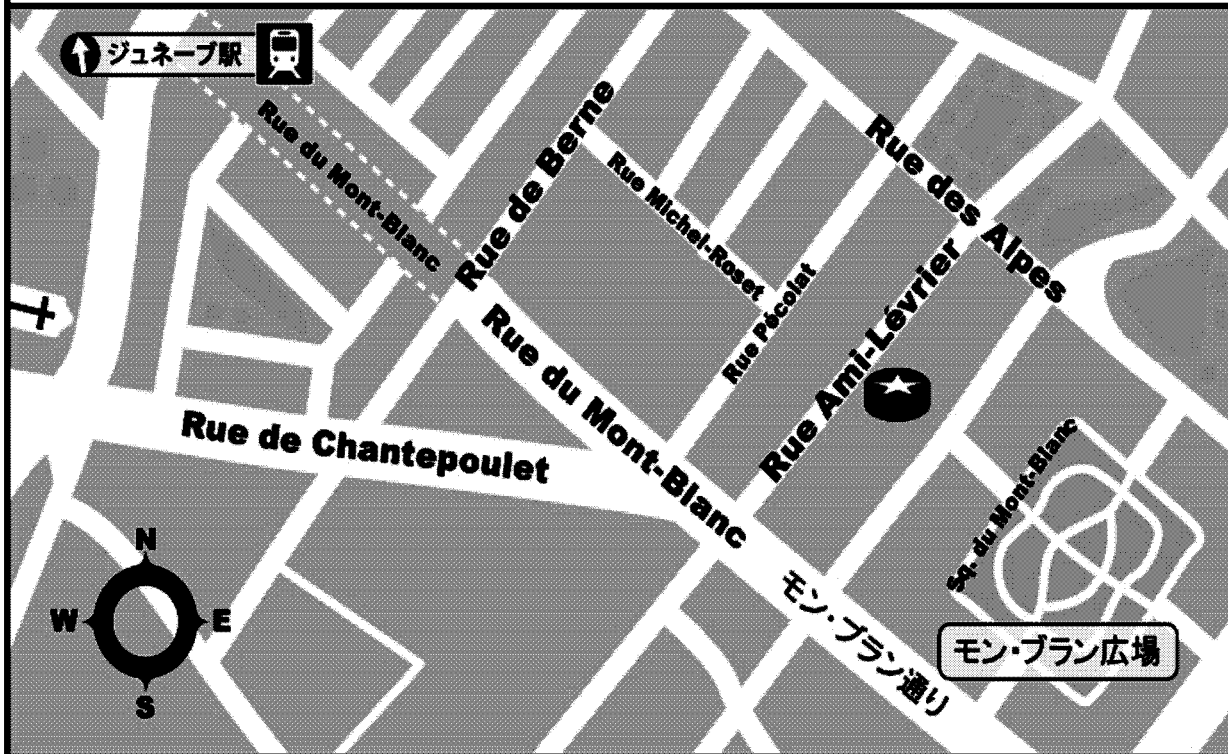 ジュネーブ駅
Rue du Mont-Blanc
Rue de Berne
Rue Michel-Roset
Rue des Alpes
Rue Pécolat
Rue Ami-Lévrier
Rue du Mont-Blanc
Rue de Chantepoulet
Sq. du Mont-Blanc
モン・ブラン通り
モン・ブラン広場
N
W E
S